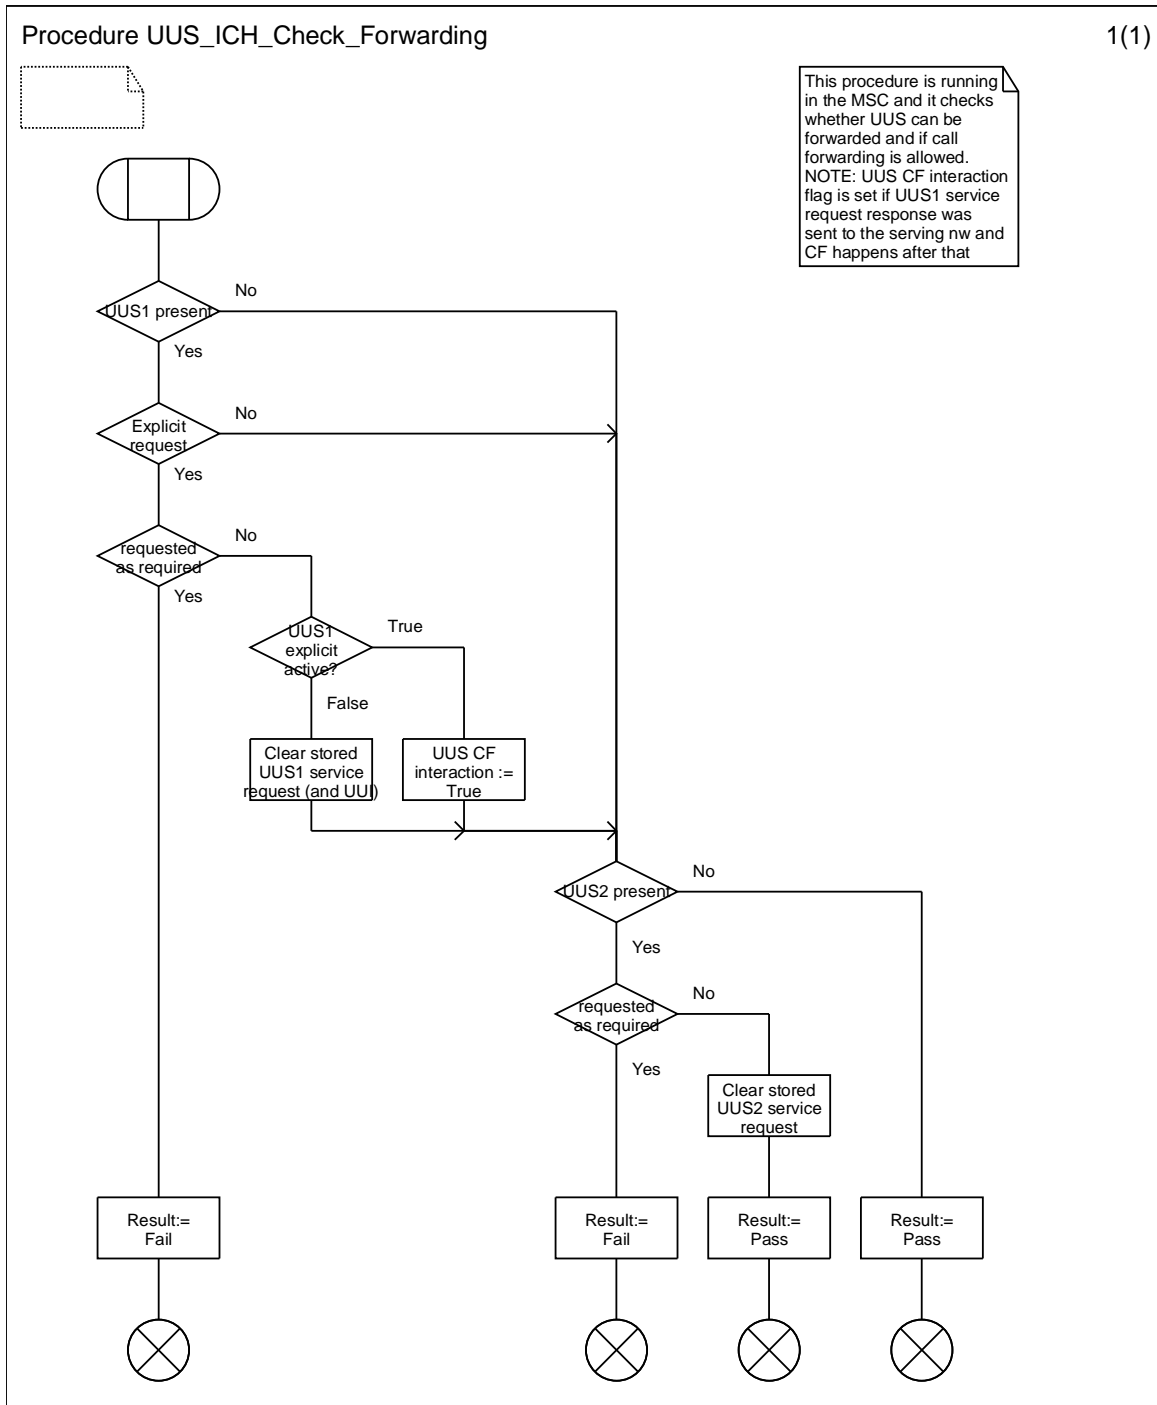 Procedure UUS_ICH_Check_Forwarding
1(1)
This procedure is running
in the MSC and it checks
whether UUS can be
forwarded and if call
forwarding is allowed.
NOTE: UUS CF interaction
flag is set if UUS1 service
request response was
sent to the serving nw and
CF happens after that
UUS1 present
No
Yes
Explicit
request
No
Yes
requested
as required
No
Yes
UUS1
explicit
active?
True
False
Clear stored
UUS1 service
request (and UUI)
UUS CF
interaction :=
True
UUS2 present
No
Yes
requested
as required
No
Yes
Clear stored
UUS2 service
request
Result:=
Fail
Result:=
Fail
Result:=
Pass
Result:=
Pass